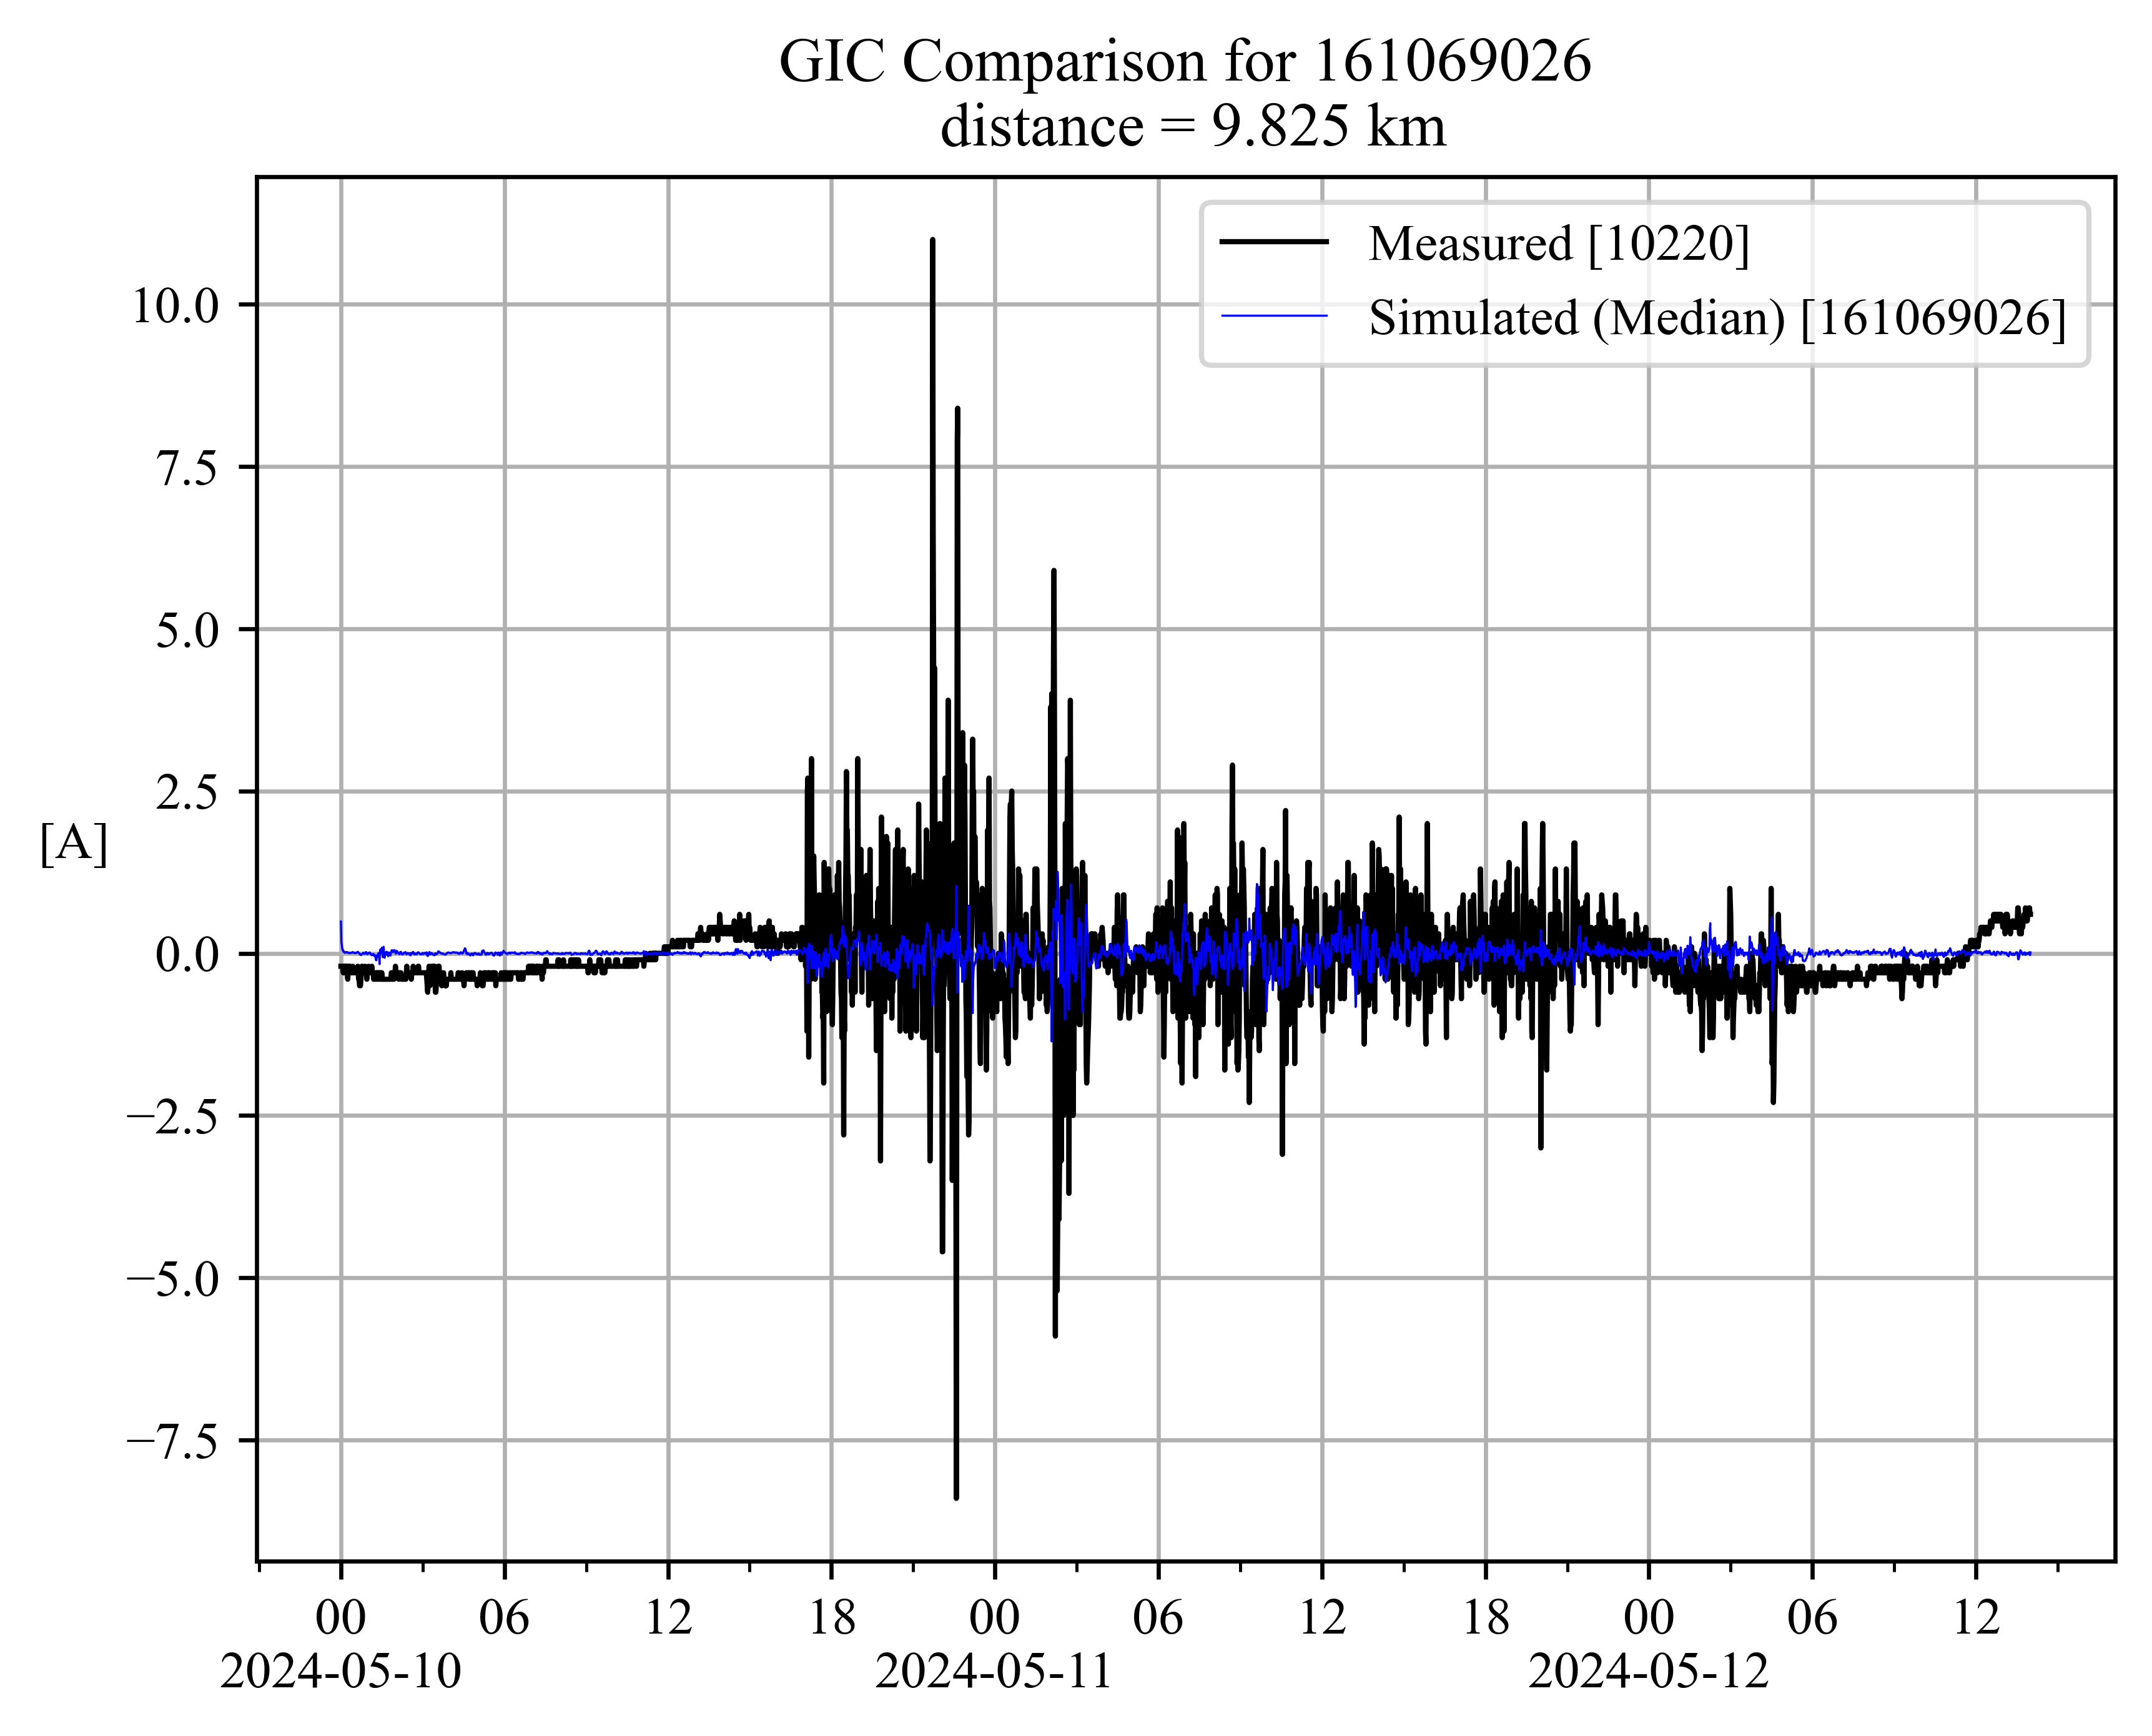 GIC Comparison for 161069026
distance = 9.825 km
Measured [10220]
Simulated (Median) [161069026]
10.0
7.5
5.0
2.5
[A]
0.0
−2.5
−5.0
−7.5
00 06 12 18 00 06 12 18 00 06 12
2024-05-10 2024-05-11 2024-05-12